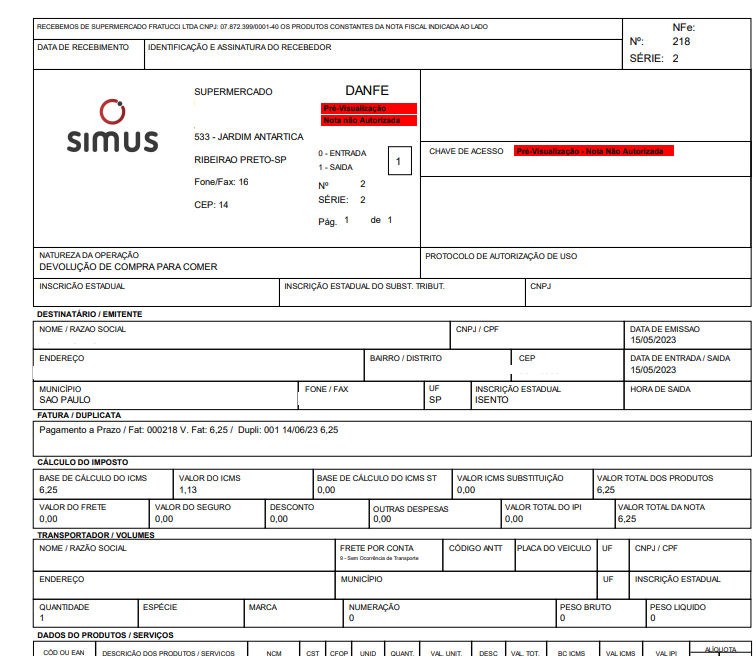 RECEBEMOS DE SUPERMERCADO FRATUCCI LTDA CNPJ: 07.872.399/0001-40 OS PRODUTOS CONSTANTES DA NOTA FISCAL INDICADA AO LADO
NFe:
Nº: 218
SÉRIE: 2
DATA DE RECEBIMENTO IDENTIFICAÇÃO E ASSINATURA DO RECEBEDOR
SIMUS
SUPERMERCADO
533 - JARDIM ANTARTICA
RIBEIRAO PRETO-SP
Fone/Fax: 16
CEP: 14
DANFE
Pré-Visualização
Nota não Autorizada
0 - ENTRADA
1 - SAIDA
1
Nº 2
SÉRIE: 2
Pág. 1 de 1
CHAVE DE ACESSO Pré-Visualização - Nota Não Autorizada
NATUREZA DA OPERAÇÃO PROTOCOLO DE AUTORIZAÇÃO DE USO
DEVOLUÇÃO DE COMPRA PARA COMER
INSCRICÃO ESTADUAL INSCRIÇÃO ESTADUAL DO SUBST. TRIBUT. CNPJ
DESTINATÁRIO / EMITENTE
NOME / RAZAO SOCIAL CNPJ / CPF DATA DE EMISSAO
15/05/2023
ENDEREÇO BAIRRO / DISTRITO CEP DATA DE ENTRADA / SAIDA
15/05/2023
MUNICÍPIO FONE / FAX UF INSCRIÇÃO ESTADUAL HORA DE SAIDA
SAO PAULO SP ISENTO
FATURA / DUPLICATA
Pagamento a Prazo / Fat: 000218 V. Fat: 6,25 / Dupli: 001 14/06/23 6,25
CÁLCULO DO IMPOSTO
BASE DE CÁLCULO DO ICMS VALOR DO ICMS BASE DE CÁLCULO DO ICMS ST VALOR ICMS SUBSTITUIÇÃO VALOR TOTAL DOS PRODUTOS
6,25 1,13 0,00 0,00 6,25
VALOR DO FRETE VALOR DO SEGURO DESCONTO OUTRAS DESPESAS VALOR TOTAL DO IPI VALOR TOTAL DA NOTA
0,00 0,00 0,00 0,00 0,00 6,25
TRANSPORTADOR / VOLUMES
NOME / RAZÃO SOCIAL FRETE POR CONTA CÓDIGO ANTT PLACA DO VEICULO UF CNPJ / CPF
9 - Sem Ocorrência de Transporte
ENDEREÇO MUNICÍPIO UF INSCRIÇÃO ESTADUAL
QUANTIDADE ESPÉCIE MARCA NUMERAÇÃO PESO BRUTO PESO LIQUIDO
1 0 0 0
DADOS DO PRODUTOS / SERVIÇOS
CÓD OU EAN DESCRIÇÃO DOS PRODUTOS / SERVIÇOS NCM CST CFOP UNID QUANT. VAL. UNIT. DESC VAL. TOT. BC ICMS VAL ICMS VAL IPI ALÍQUOTA